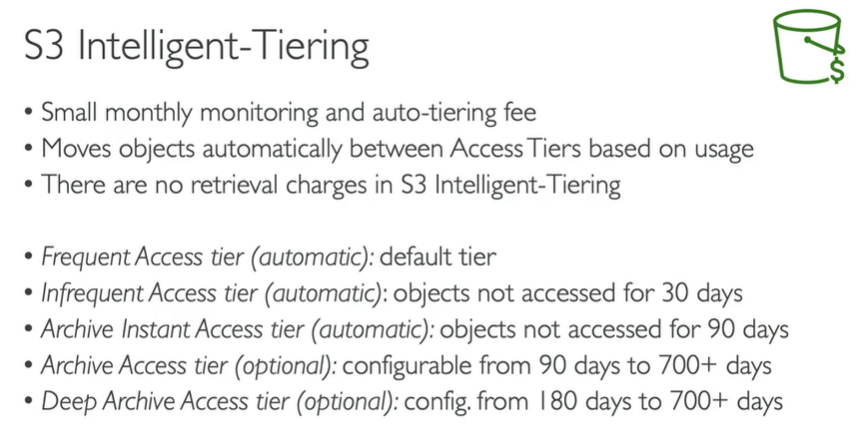 S3 Intelligent-Tiering
$
• Small monthly monitoring and auto-tiering fee
• Moves objects automatically between Access Tiers based on usage
• There are no retrieval charges in S3 Intelligent-Tiering
• Frequent Access tier (automatic): default tier
• Infrequent Access tier (automatic): objects not accessed for 30 days
• Archive Instant Access tier (automatic): objects not accessed for 90 days
• Archive Access tier (optional): configurable from 90 days to 700+ days
• Deep Archive Access tier (optional): config. from 180 days to 700+ days